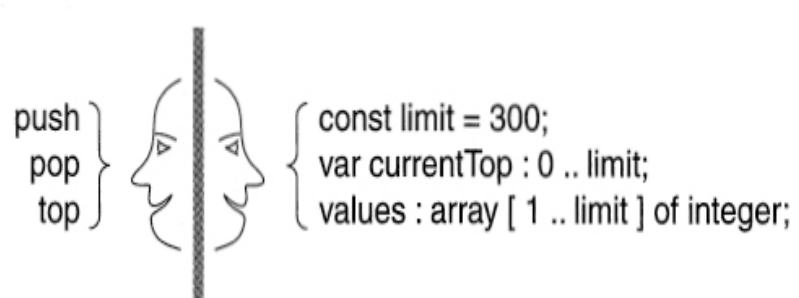 push
pop
top
const limit = 300;
var currentTop : 0 .. limit;
values : array [ 1 .. limit ] of integer;